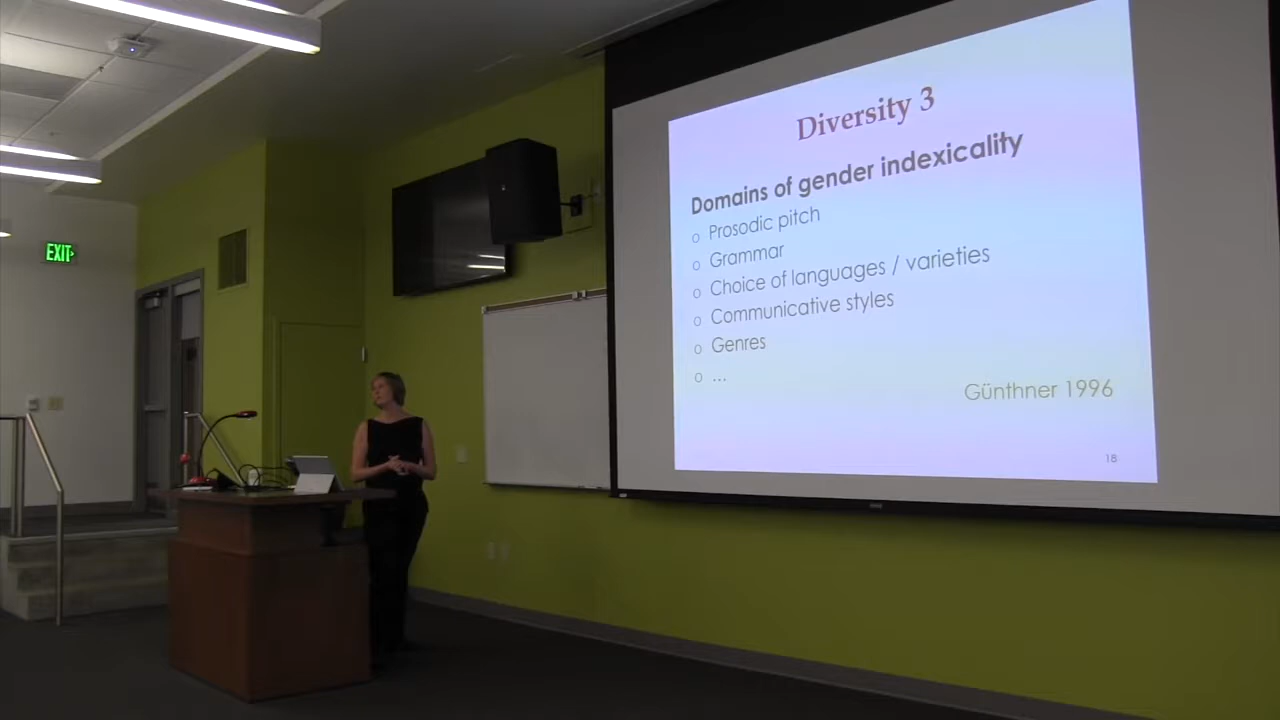 EXIT
Diversity 3
Domains of gender indexicality
o Prosodic pitch
o Grammar
o Choice of languages / varieties
o Communicative styles
o Genres
o ...
Günthner 1996
18